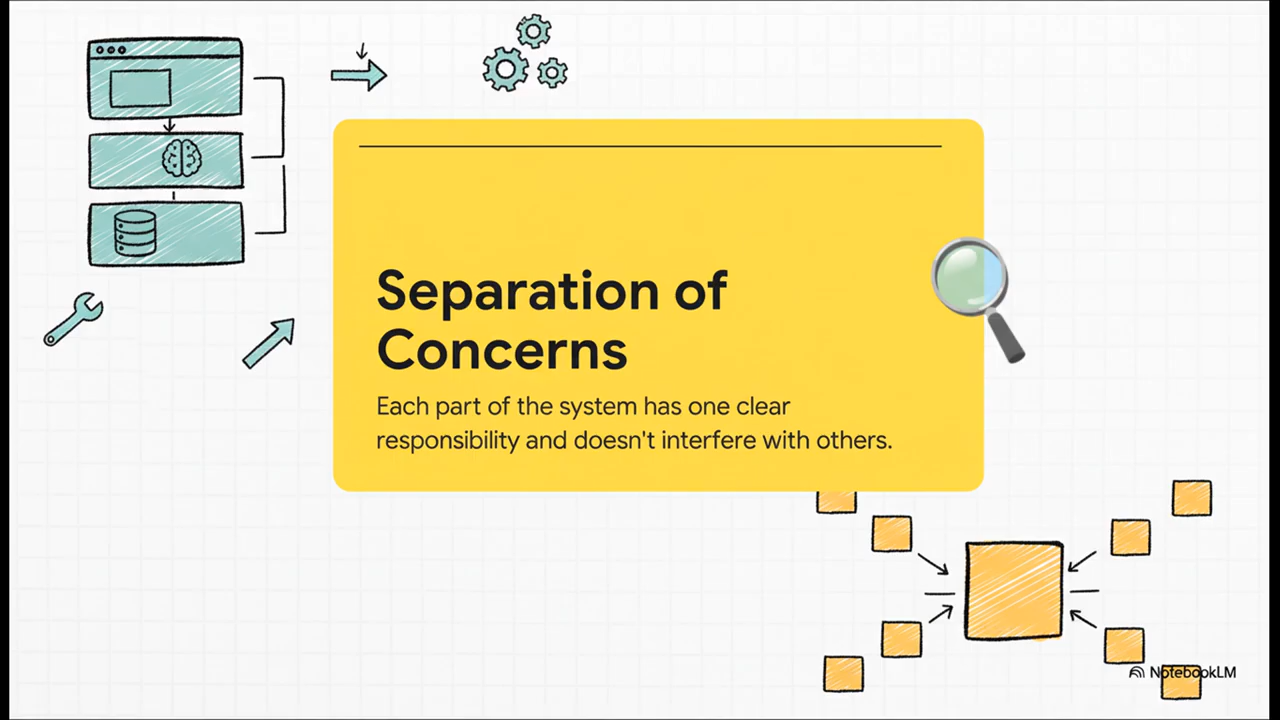 Separation of
Concerns
Each part of the system has one clear
responsibility and doesn't interfere with others.
NotebookLM